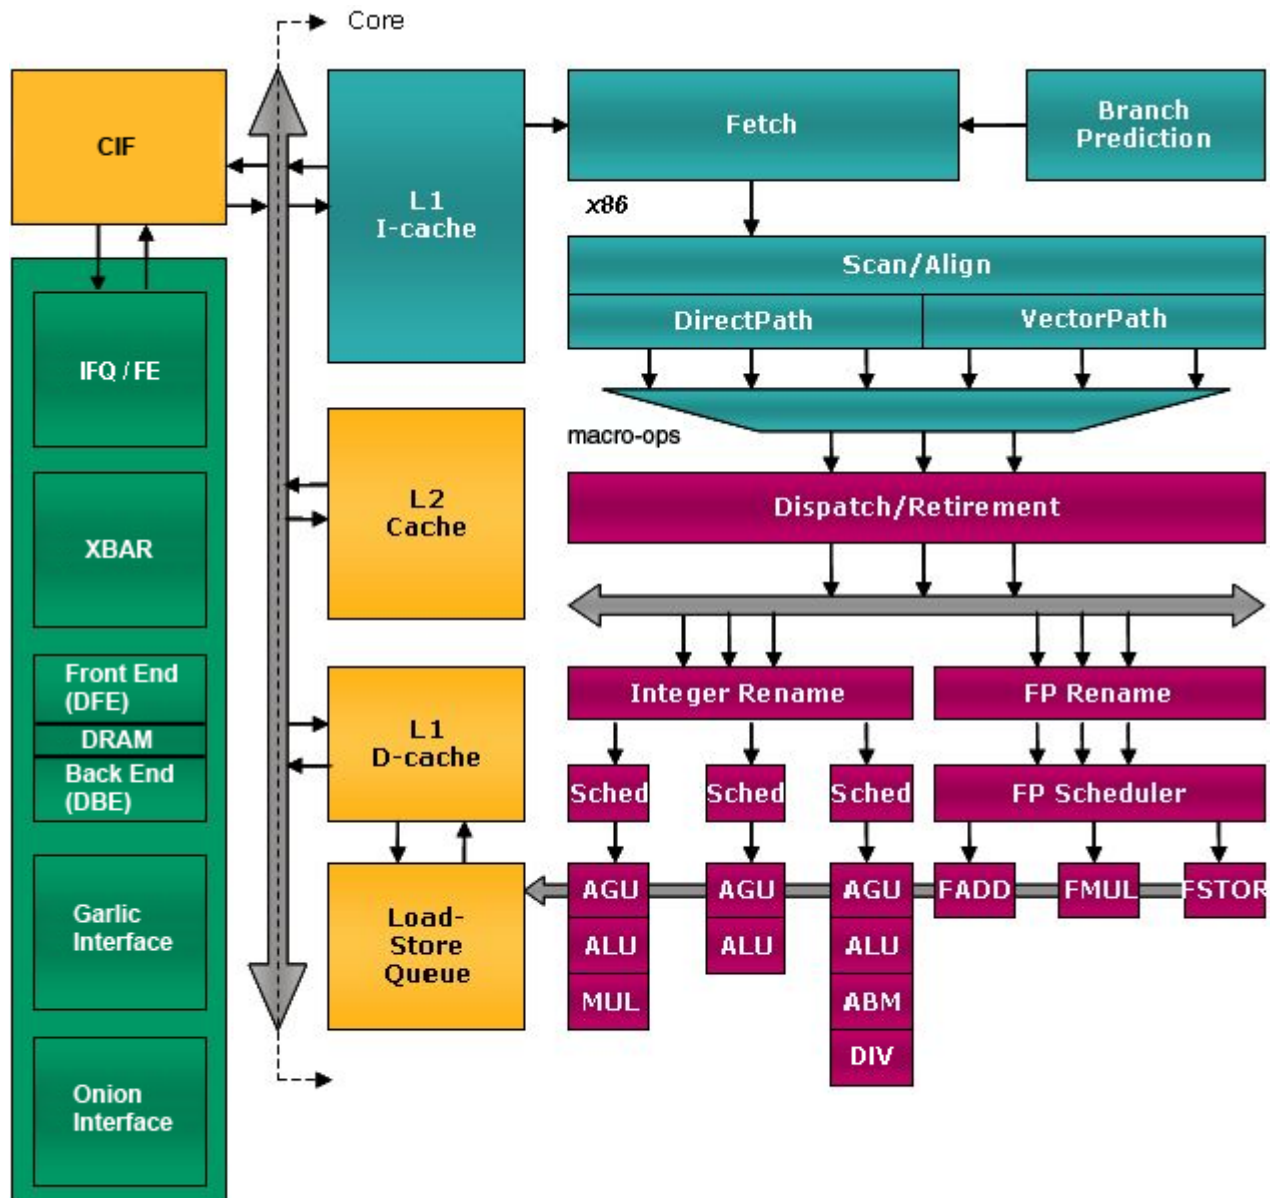 Core
CIF
L1
I-cache
Fetch
Branch
Prediction
x86
Scan/Align
DirectPath
VectorPath
IFQ / FE
macro-ops
L2
Cache
Dispatch/Retirement
XBAR
Front End
(DFE)
DRAM
Back End
(DBE)
L1
D-cache
Integer Rename
FP Rename
Sched
Sched
Sched
FP Scheduler
Load-
Store
Queue
AGU
ALU
MUL
AGU
ALU
AGU
ALU
ABM
DIV
FADD
FMUL
FSTOR
Garlic
Interface
Onion
Interface